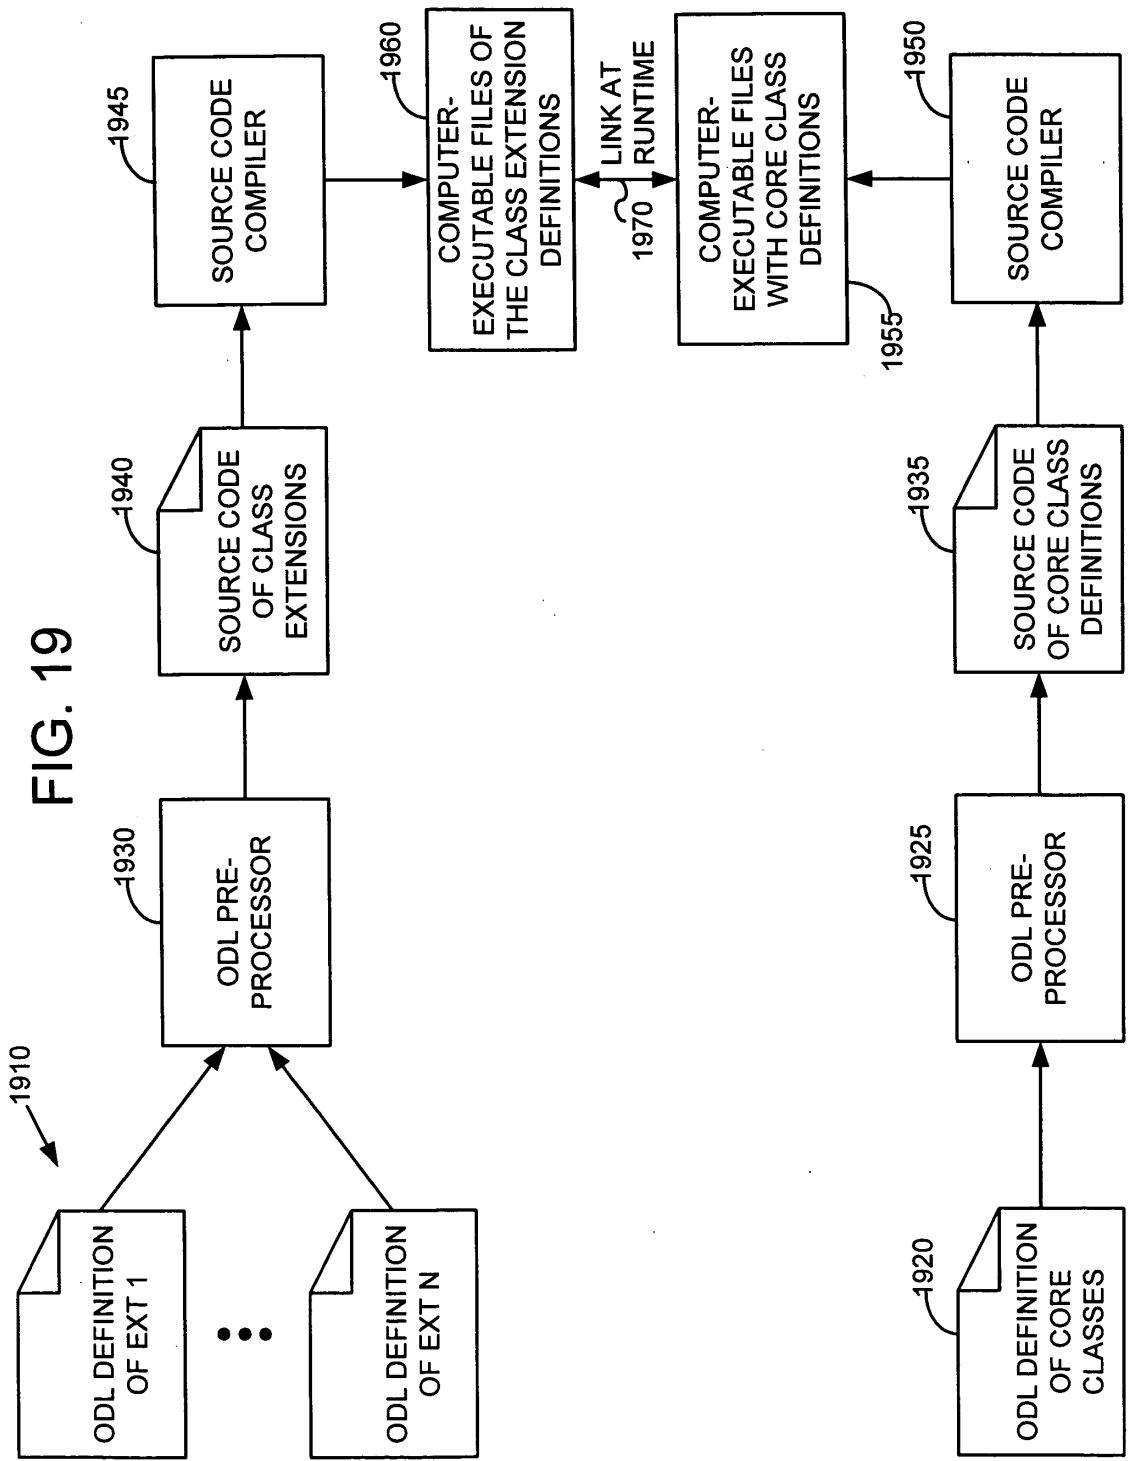 FIG. 19
1910
ODL DEFINITION
OF EXT 1
ODL DEFINITION
OF EXT N
1930
ODL PRE-
PROCESSOR
1940
SOURCE CODE
OF CLASS
EXTENSIONS
1945
SOURCE CODE
COMPILER
1960
COMPUTER-
EXECUTABLE FILES OF
THE CLASS EXTENSION
DEFINITIONS
LINK AT
RUNTIME
1970
COMPUTER-
EXECUTABLE FILES
WITH CORE CLASS
DEFINITIONS
1955
1920
ODL DEFINITION
OF CORE
CLASSES
1925
ODL PRE-
PROCESSOR
1935
SOURCE CODE
OF CORE CLASS
DEFINITIONS
1950
SOURCE CODE
COMPILER